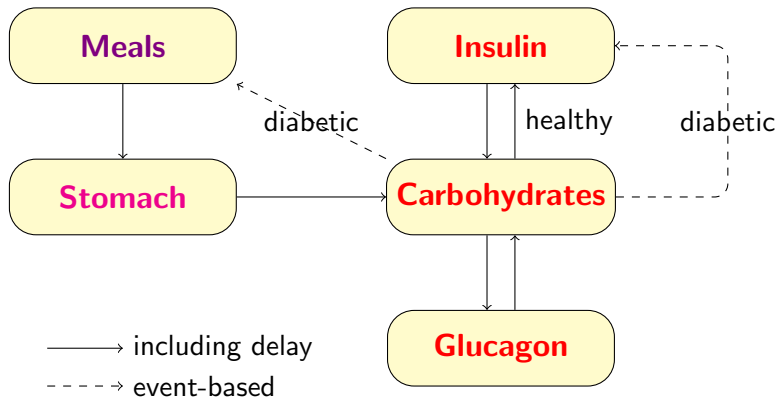 Meals
Insulin
diabetic
healthy
diabetic
Stomach
Carbohydrates
Glucagon
including delay
event-based